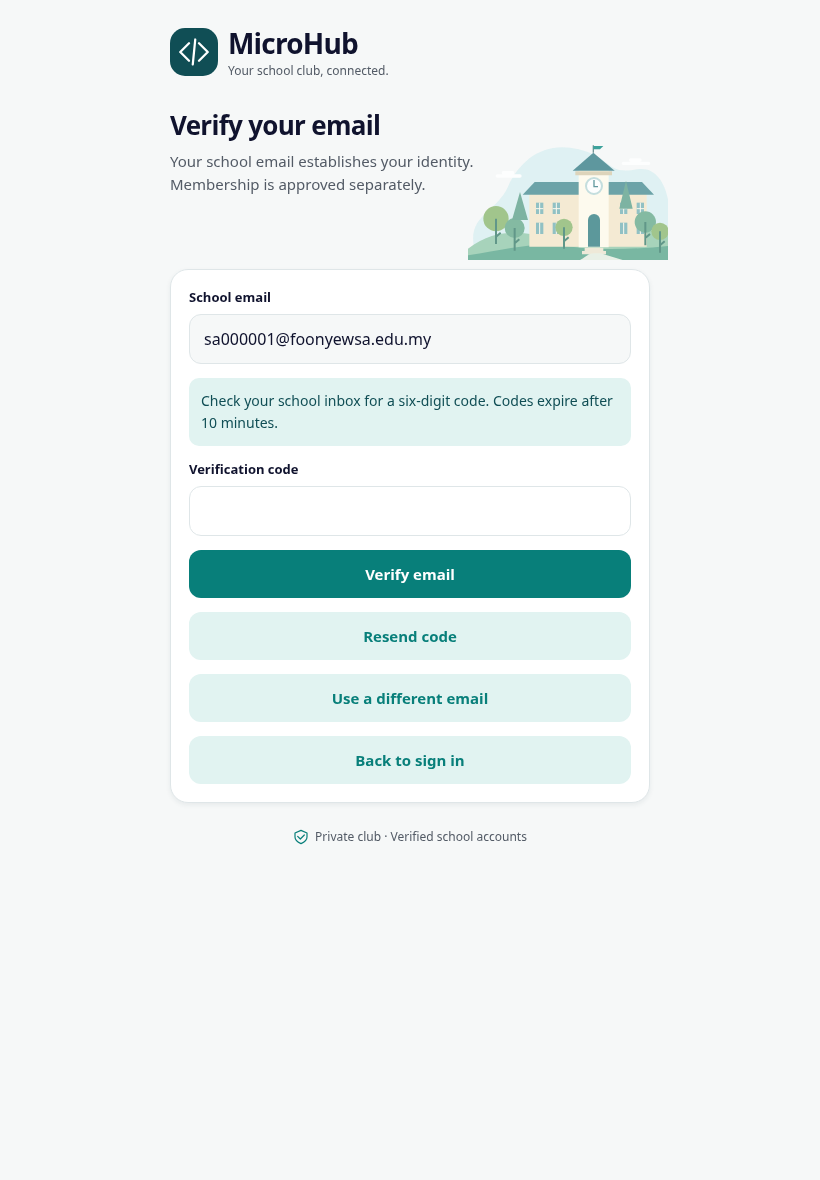 MicroHub
Your school club, connected.
Verify your email
Your school email establishes your identity.
Membership is approved separately.
School email
sa000001@foonyewsa.edu.my
Check your school inbox for a six-digit code. Codes expire after
10 minutes.
Verification code
Verify email
Resend code
Use a different email
Back to sign in
Private club · Verified school accounts